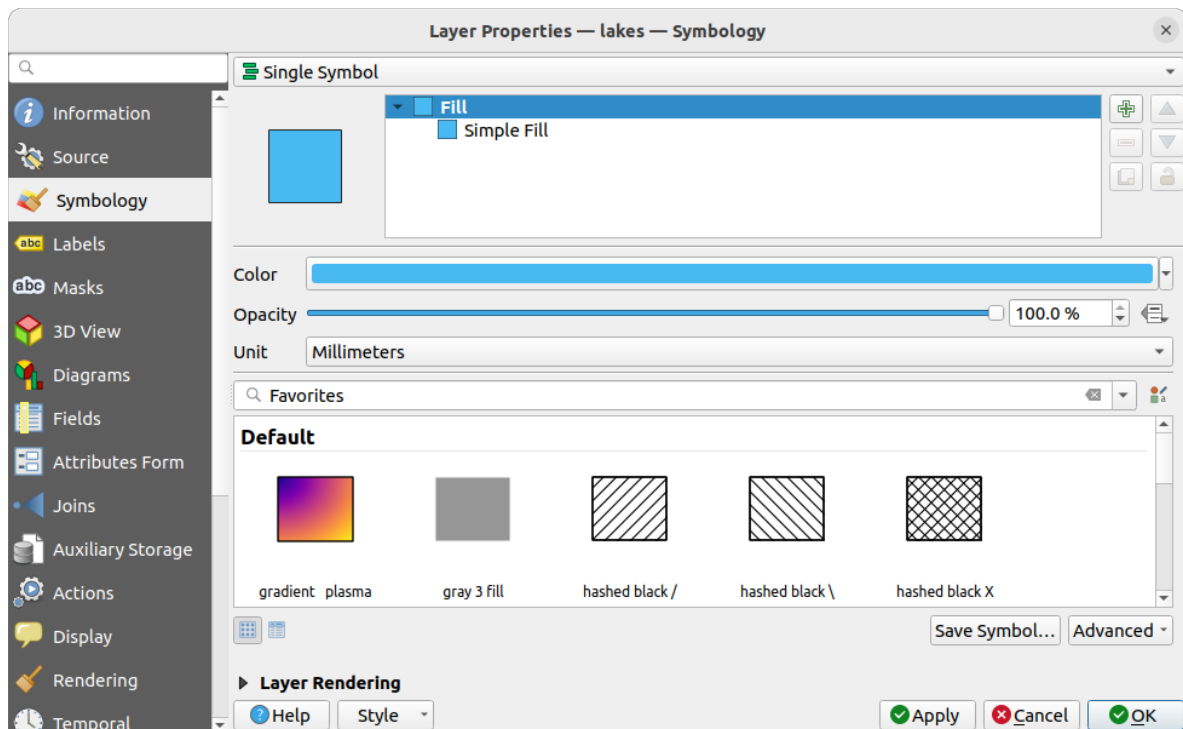 Layer Properties — lakes — Symbology
Information
Source
Symbology
abc Labels
abc Masks
3D View
Diagrams
Fields
Attributes Form
Joins
Auxiliary Storage
Actions
Display
Rendering
Temporal
Single Symbol
Fill
Simple Fill
Color
Opacity 100.0 %
Unit Millimeters
Favorites
Default
gradient plasma
gray 3 fill
hashed black /
hashed black \
hashed black X
Save Symbol... Advanced
Layer Rendering
Help Style Apply Cancel OK